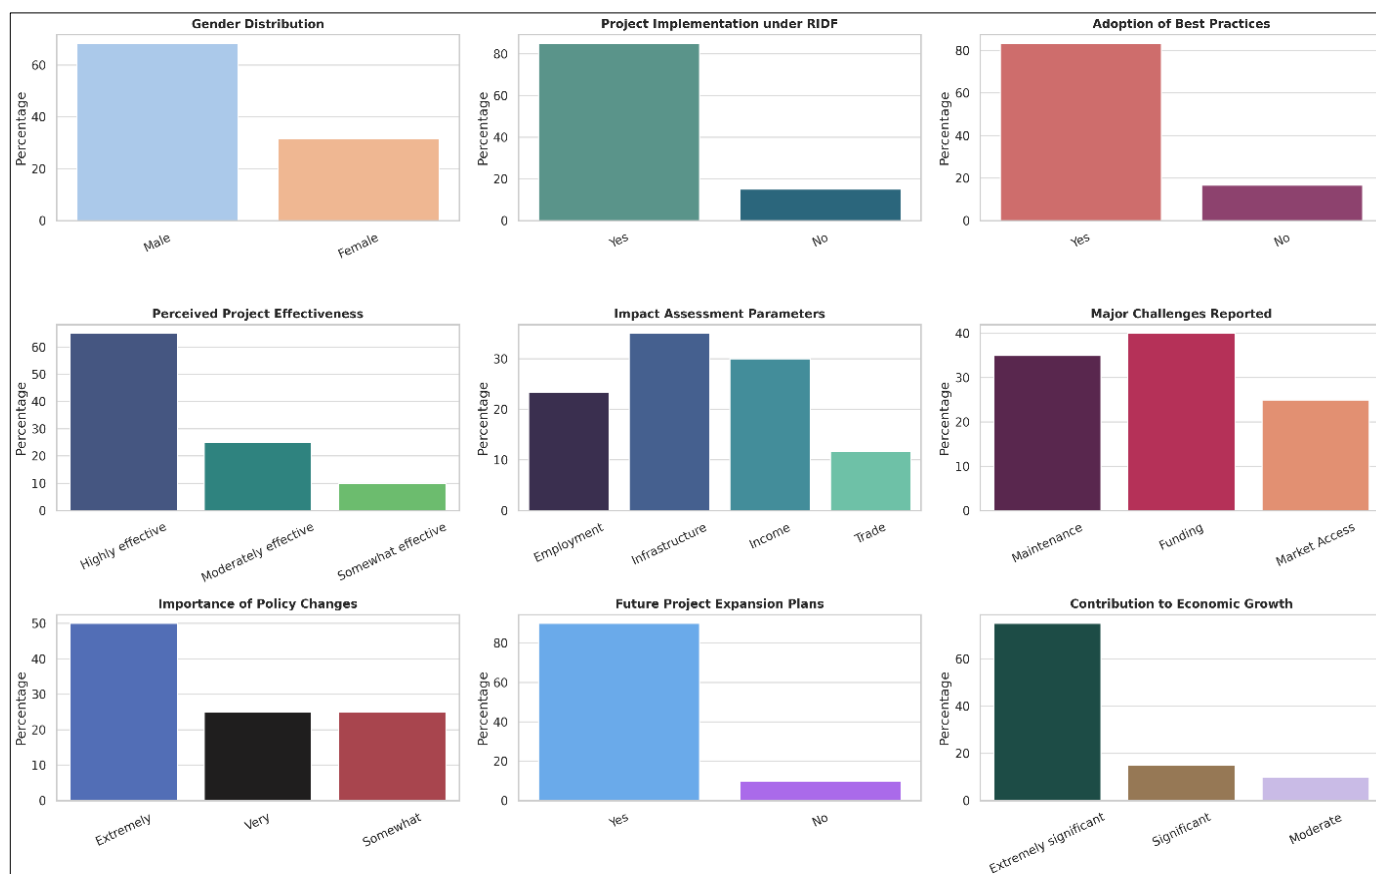 Gender Distribution
Percentage
60
40
20
0
Male
Female
Project Implementation under RIDF
Percentage
80
60
40
20
0
Yes
No
Adoption of Best Practices
Percentage
80
60
40
20
0
Yes
No
Perceived Project Effectiveness
Percentage
60
50
40
30
20
10
0
Highly effective
Moderately effective
Somewhat effective
Impact Assessment Parameters
Percentage
30
20
10
0
Employment
Infrastructure
Income
Trade
Major Challenges Reported
Percentage
40
30
20
10
0
Maintenance
Funding
Market Access
Importance of Policy Changes
Percentage
50
40
30
20
10
0
Extremely
Very
Somewhat
Future Project Expansion Plans
Percentage
80
60
40
20
0
Yes
No
Contribution to Economic Growth
Percentage
60
40
20
0
Extremely significant
Significant
Moderate